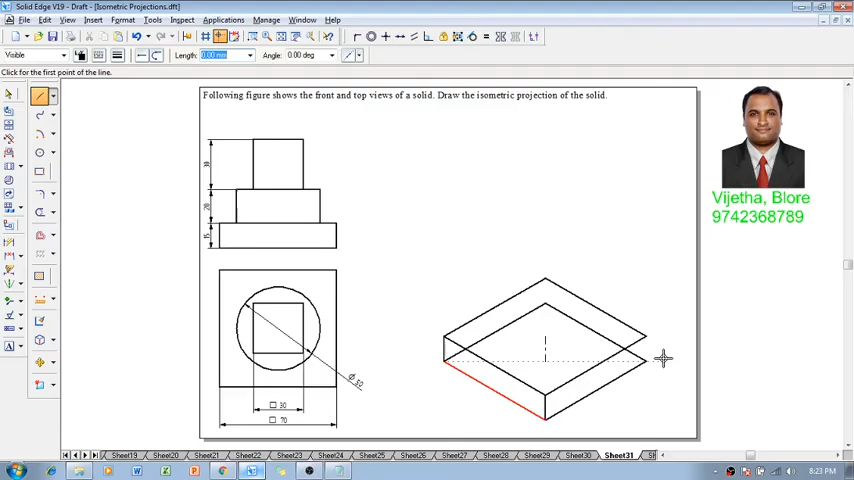 Solid Edge V19 - Draft - [Isometric Projections.dft]
File Edit View Insert Format Tools Inspect Applications Manage Window Help
Visible Length: 0.00 mm Angle: 0.00 deg
Click for the first point of the line.
Following figure shows the front and top views of a solid. Draw the isometric projection of the solid.
Vijetha, Blore
9742368789
30
20
15
Φ 50
□ 30
□ 70
Sheet19 Sheet20 Sheet21 Sheet22 Sheet23 Sheet24 Sheet25 Sheet26 Sheet27 Sheet28 Sheet29 Sheet30 Sheet31
8:23 PM